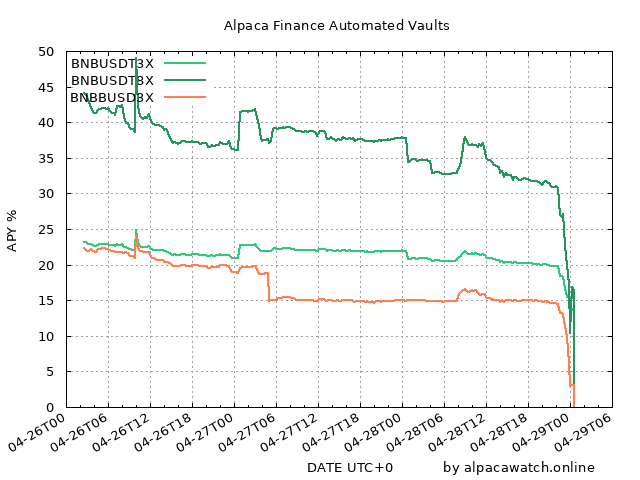 Alpaca Finance Automated Vaults
50
45
40
35
30
25
20
15
10
5
0
APY %
BNBUSDT3X
BNBUSDT8X
BNBBUSD3X
04-26T00
04-26T06
04-26T12
04-26T18
04-27T00
04-27T06
04-27T12
04-27T18
04-28T00
04-28T06
04-28T12
04-28T18
04-29T00
04-29T06
DATE UTC+0
by alpacawatch.online